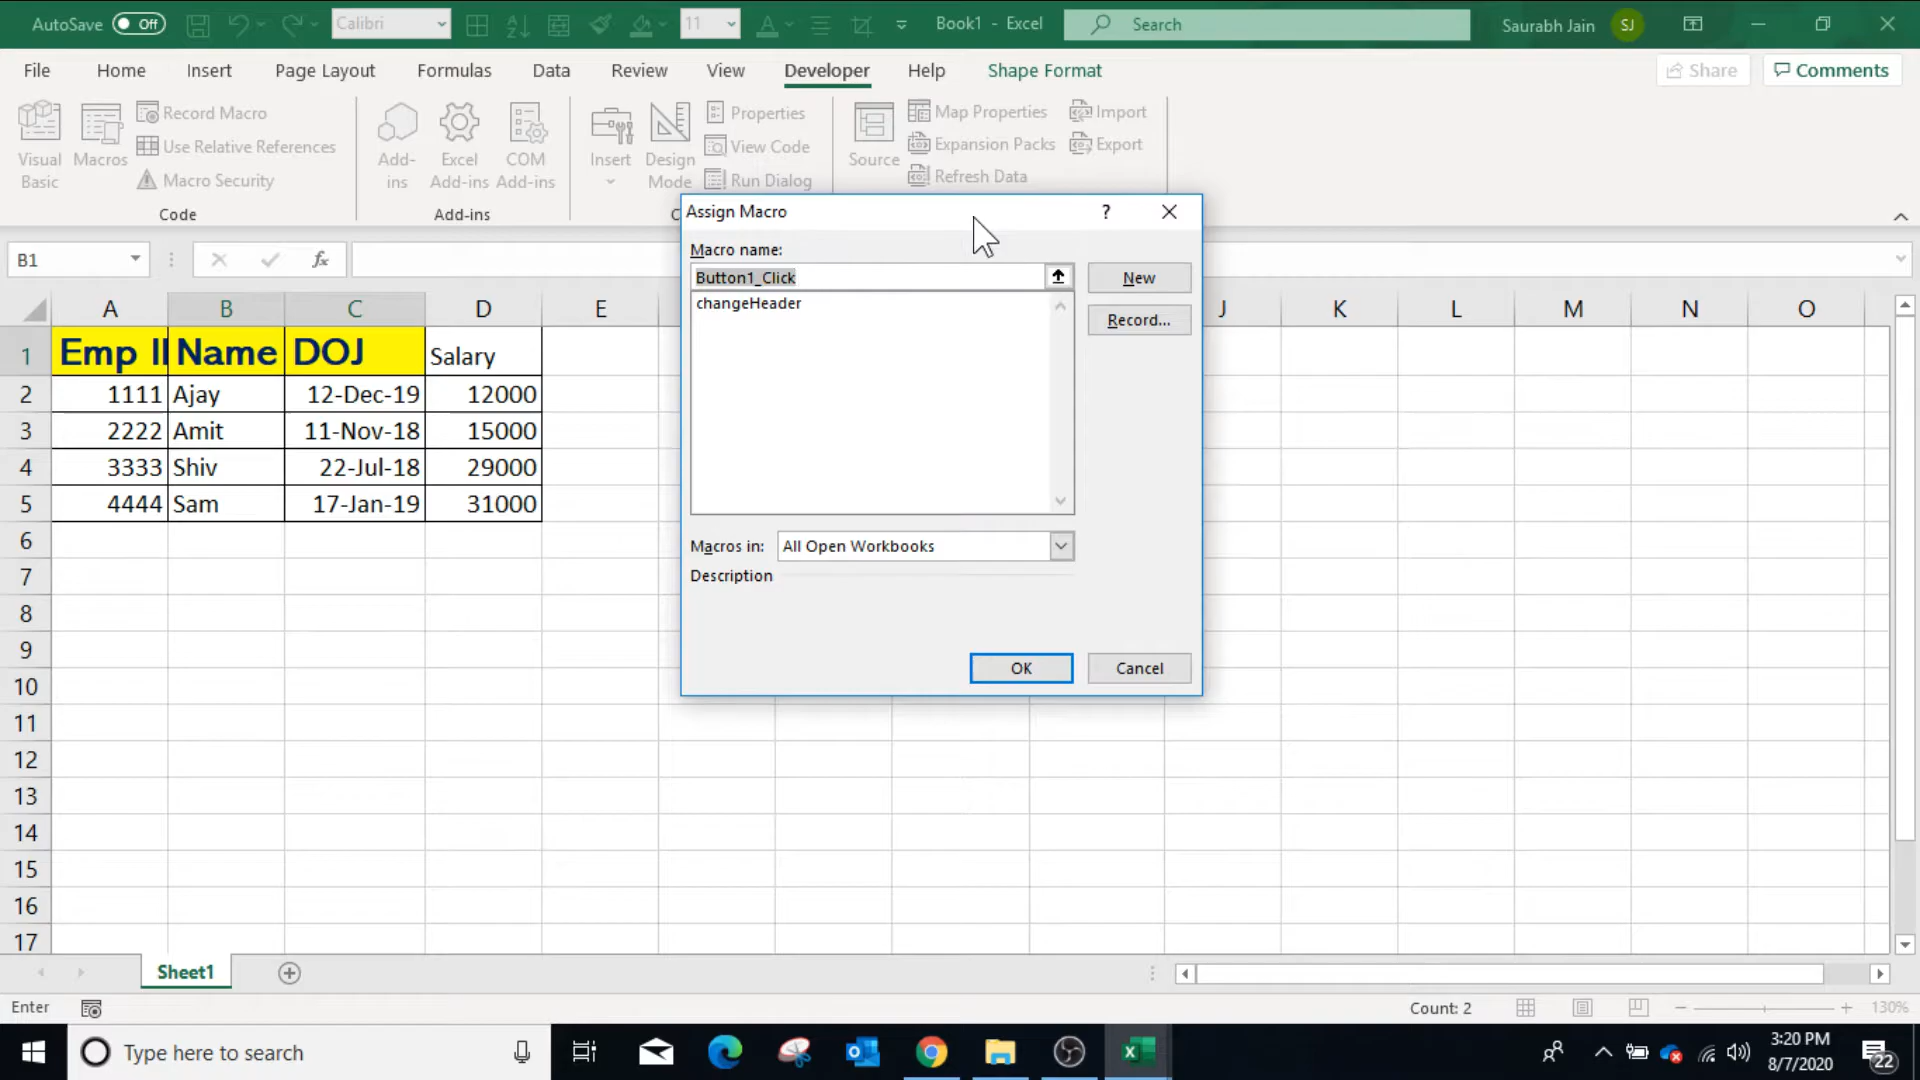 AutoSave Off Calibri 11 Book1 - Excel Search Saurabh Jain SJ
File Home Insert Page Layout Formulas Data Review View Developer Help Shape Format Share Comments
Visual Basic
Macros
Record Macro
Use Relative References
Macro Security
Code
Add-ins
Excel Add-ins
COM Add-ins
Add-ins
Insert
Design Mode
Properties
View Code
Run Dialog
Source
Map Properties
Expansion Packs
Refresh Data
Import
Export
B1 fx
A B C D E J K L M N O
1 Emp I Name DOJ Salary
2 1111 Ajay 12-Dec-19 12000
3 2222 Amit 11-Nov-18 15000
4 3333 Shiv 22-Jul-18 29000
5 4444 Sam 17-Jan-19 31000
6
7
8
9
10
11
12
13
14
15
16
17
Assign Macro ?
Macro name:
Button1_Click
changeHeader
New
Record...
Macros in: All Open Workbooks
Description
OK Cancel
Sheet1
Enter Count: 2 130%
Type here to search
3:20 PM
8/7/2020
22